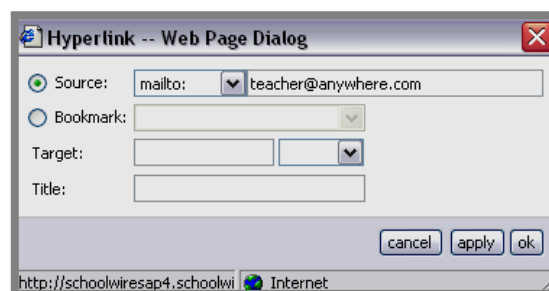 Hyperlink -- Web Page Dialog
Source: mailto: teacher@anywhere.com
Bookmark:
Target:
Title:
cancel apply ok
http://schoolwiresap4.schoolwi Internet